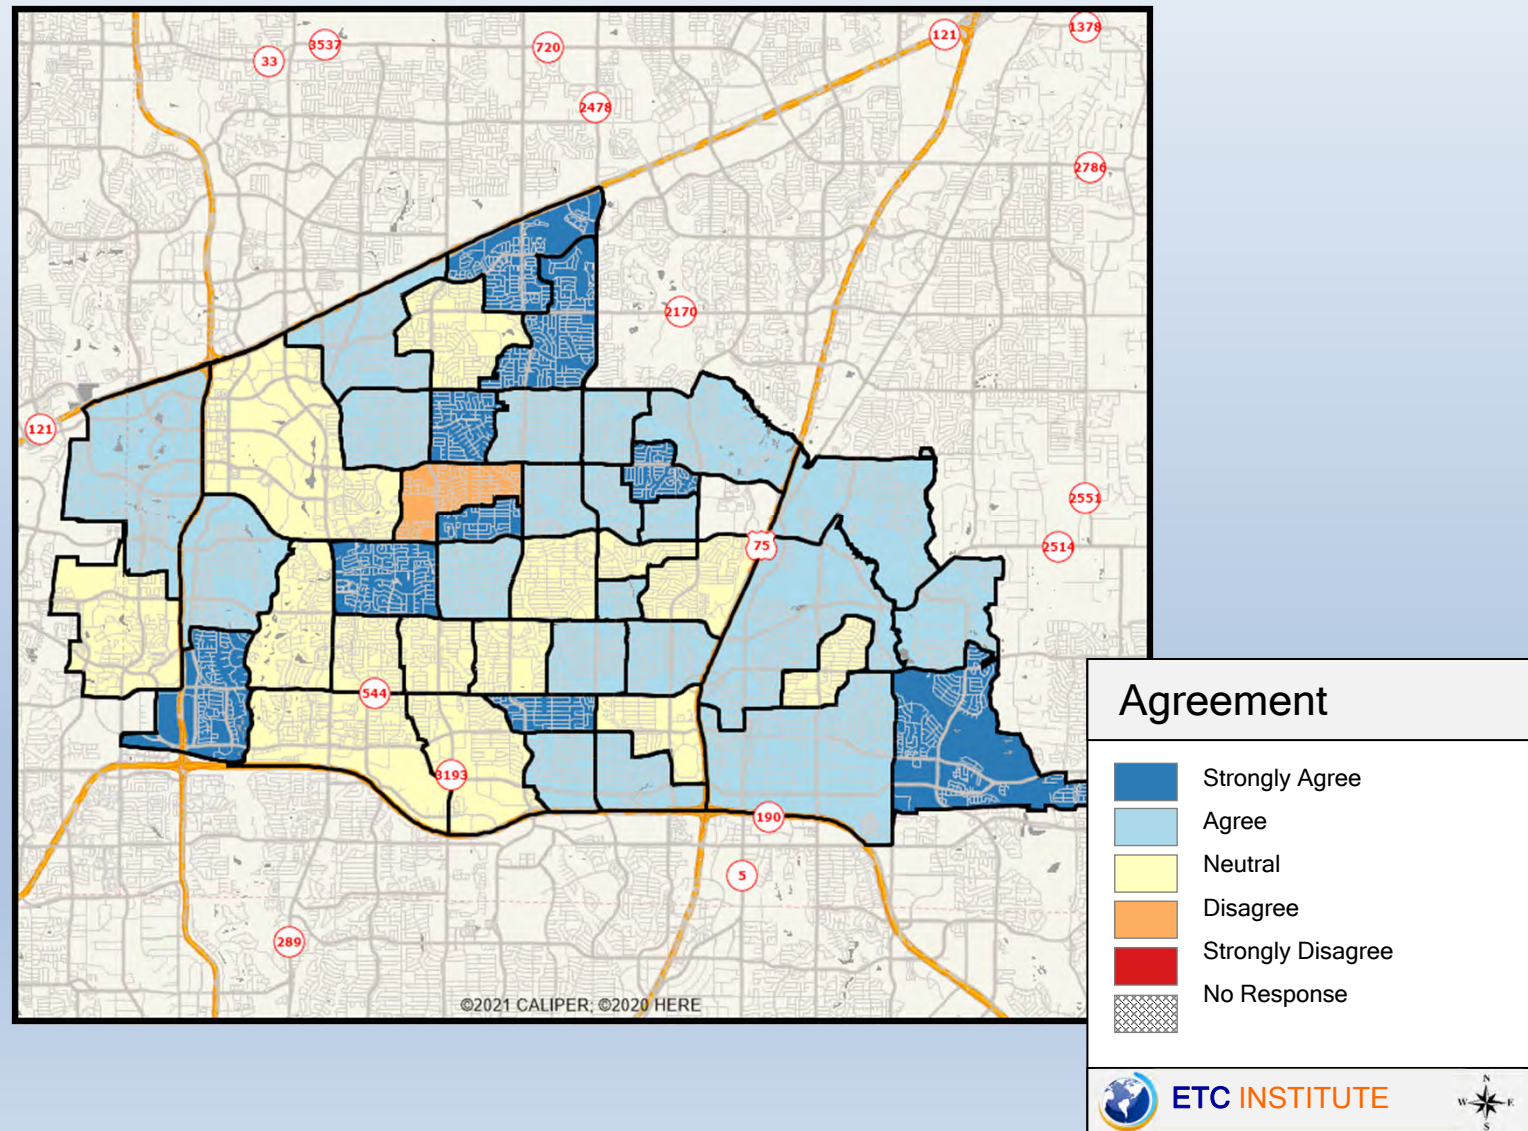 33
3537
720
121
1378
2478
2786
2170
121
2551
75
2514
544
3193
190
5
289
©2021 CALIPER; ©2020 HERE
Agreement
Strongly Agree
Agree
Neutral
Disagree
Strongly Disagree
No Response
ETC INSTITUTE
N
W E
S